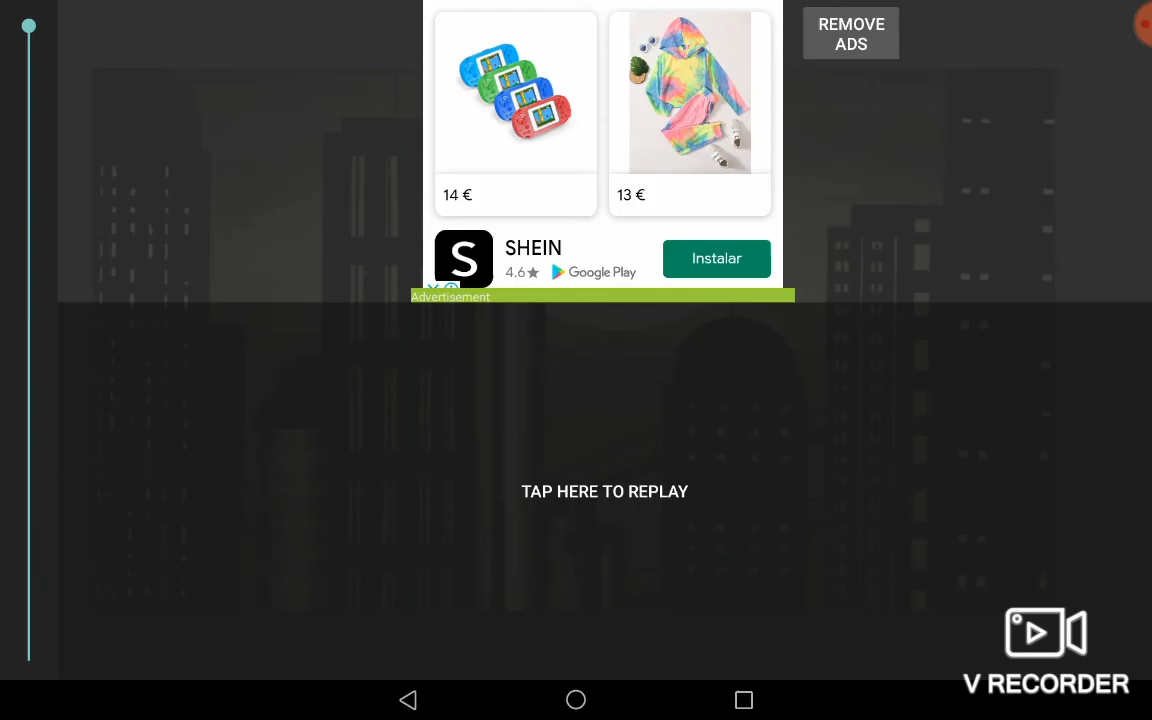 REMOVE
ADS
14 €
13 €
S
SHEIN
4.6★ Google Play
Instalar
Advertisement
TAP HERE TO REPLAY
V RECORDER